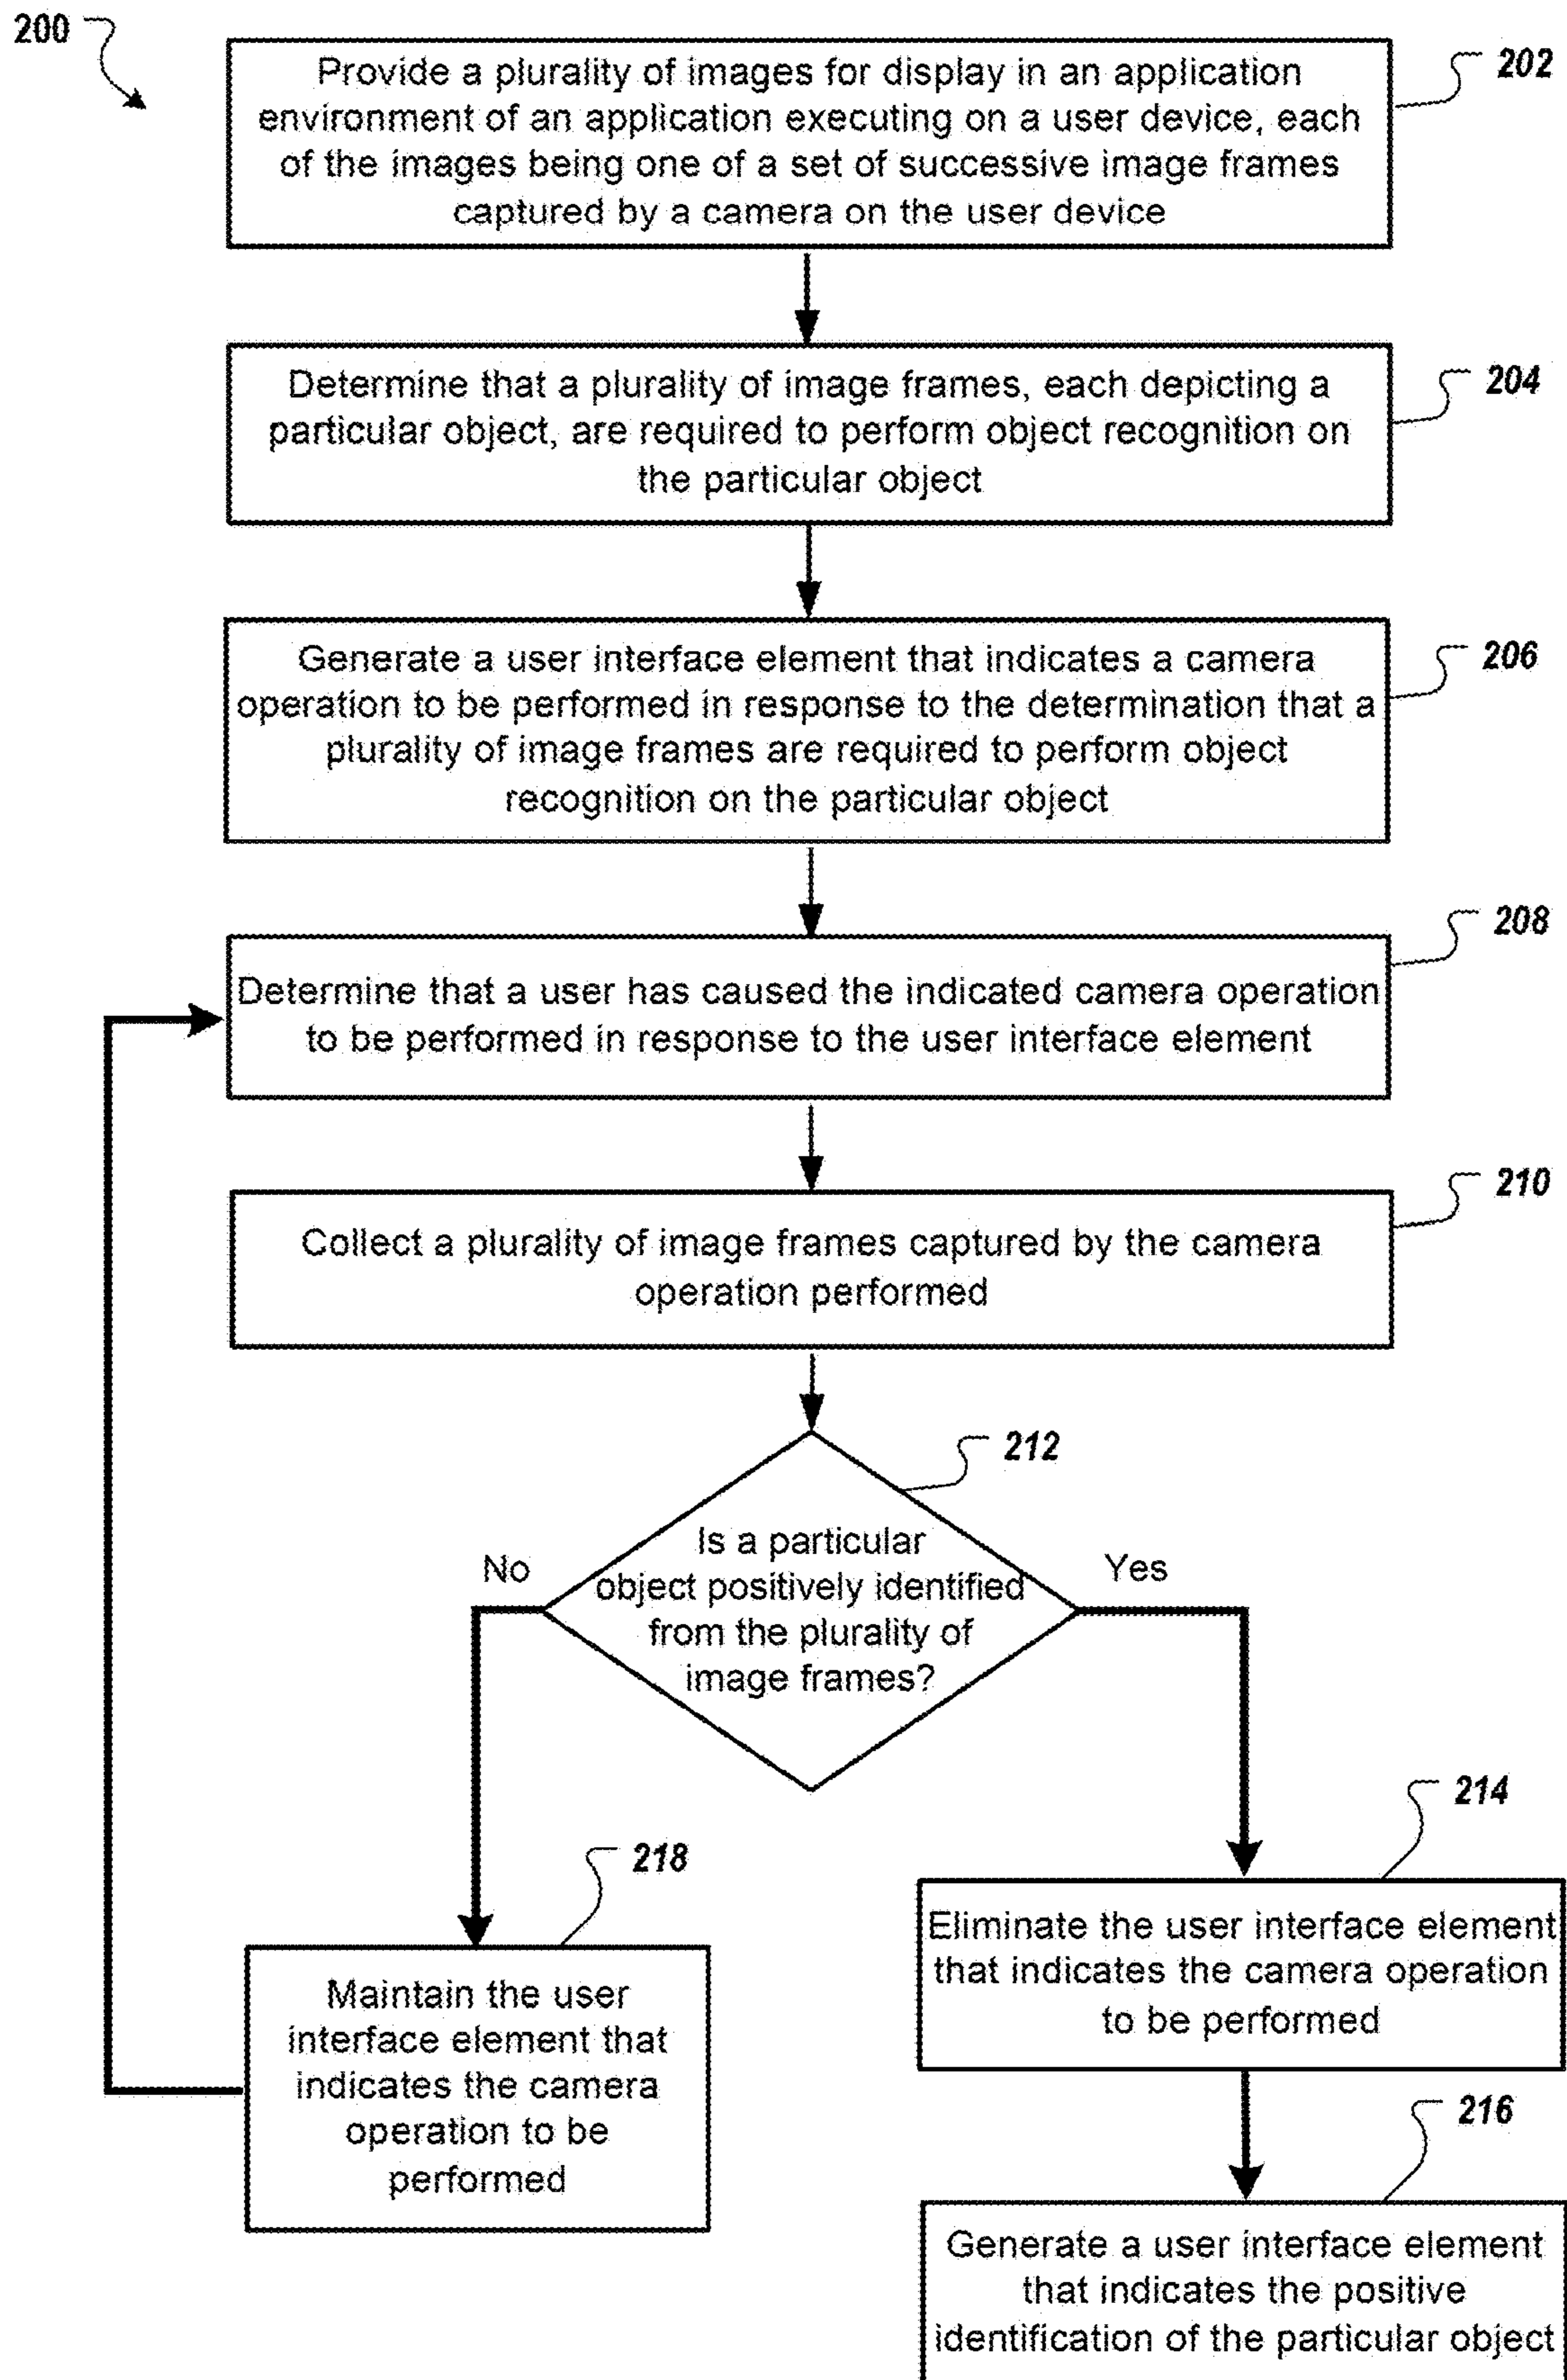 200
Provide a plurality of images for display in an application
environment of an application executing on a user device, each
of the images being one of a set of successive image frames
captured by a camera on the user device
202
Determine that a plurality of image frames, each depicting a
particular object, are required to perform object recognition on
the particular object
204
Generate a user interface element that indicates a camera
operation to be performed in response to the determination that a
plurality of image frames are required to perform object
recognition on the particular object
206
Determine that a user has caused the indicated camera operation
to be performed in response to the user interface element
208
Collect a plurality of image frames captured by the camera
operation performed
210
Is a particular
object positively identified
from the plurality of
image frames?
212
No
Yes
218
Maintain the user
interface element that
indicates the camera
operation to be
performed
214
Eliminate the user interface element
that indicates the camera operation
to be performed
216
Generate a user interface element
that indicates the positive
identification of the particular object